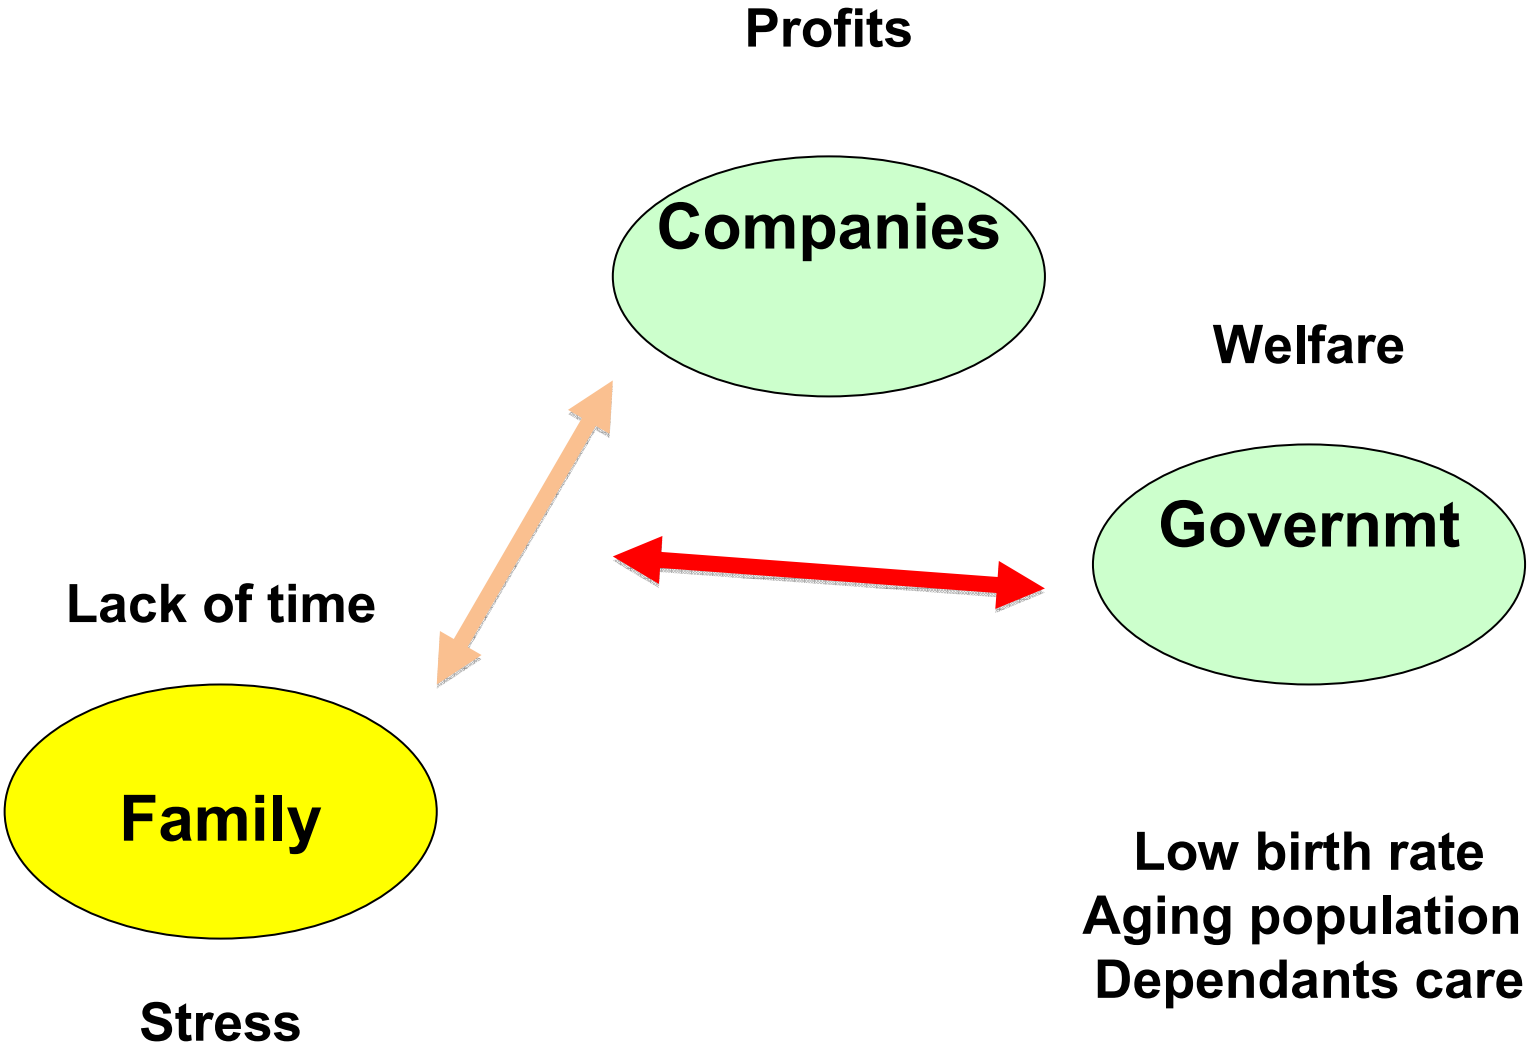 Profits
Companies
Welfare
Governmt
Lack of time
Family
Low birth rate
Aging population
Dependants care
Stress